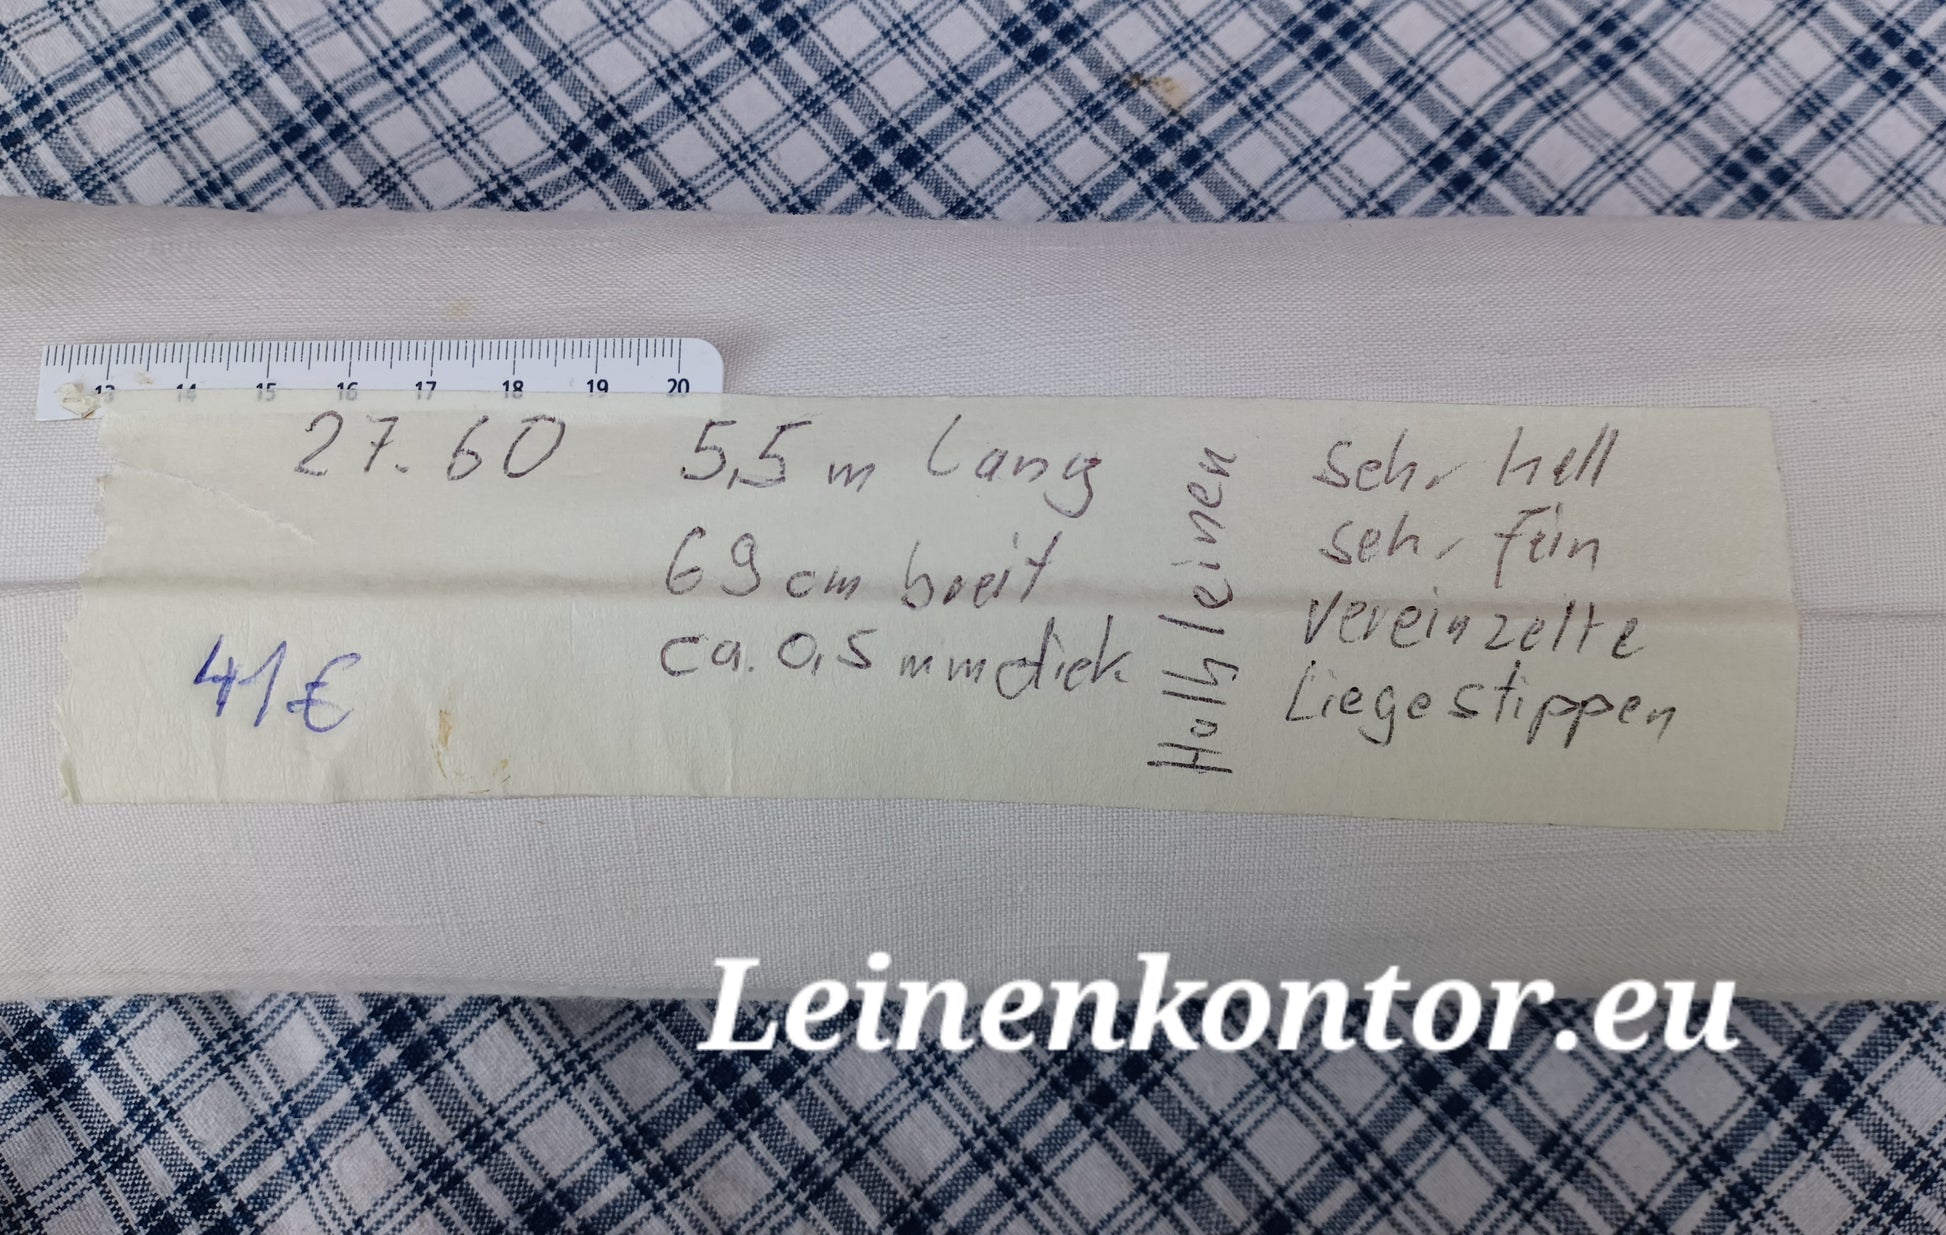 13 14 15 16 17 18 19 20
27.60
41€
5,5 m lang
69 cm breit
ca. 0,5 mm dick
Halbleinen
sehr hell
sehr fein
vereinzelte
Liegestippen
Leinenkontor.eu